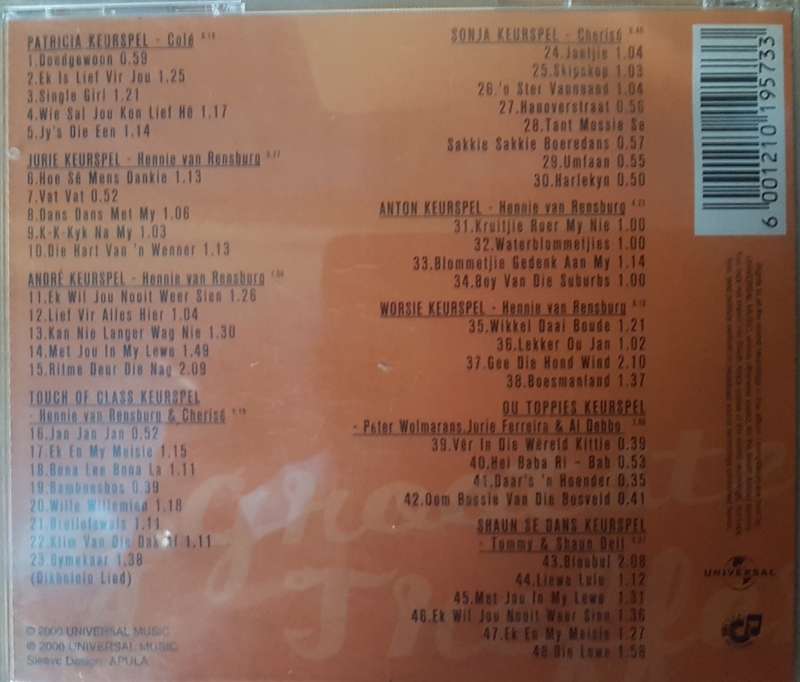 PATRICIA KEURSPEL - Colé
1.Doodgewoon 0.59
2.Ek Is Lief Vir Jou 1.25
3.Single Girl 1.21
4.Wie Sal Jou Kon Lief Hê 1.17
5.Jy's Die Een 1.14
JURIE KEURSPEL - Hennie van Rensburg
6.Hoe Sê Mens Dankie 1.13
7.Vat Vat 0.52
8.Dans Dans Met My 1.06
9.K-K-Kyk Na My 1.03
10.Die Hart Van 'n Wenner 1.13
ANDRÉ KEURSPEL - Hennie van Rensburg
11.Ek Wil Jou Nooit Weer Sien 1.26
12.Lief Vir Alles Hier 1.04
13.Kan Nie Langer Wag Nie 1.30
14.Met Jou In My Lewe 1.49
15.Ritme Deur Die Nag 2.09
TOUCH OF CLASS KEURSPEL
- Hennie van Rensburg & Cherisé
16.Jan Jan Jan 0.52
17.Ek En My Meisie 1.15
18.Bona Lee Bona La 1.11
19.Bamboesbos 0.39
20.Wille Willemien 1.18
21. 1.11
22.Klim Van Die Dak Af 1.11
23.Gymekaar 1.38
(Dikhololo Lied)
SONJA KEURSPEL - Cherisé
24.Jantjie 1.04
25.Skipskop 1.03
26.'n Ster Vannaand 1.04
27.Hanoverstraat 0.56
28.Tant Mossie Se
Sakkie Sakkie Boeredans 0.57
29.Umfaan 0.55
30.Harlekyn 0.50
ANTON KEURSPEL - Hennie van Rensburg
31.Kruitjie Roer My Nie 1.00
32.Waterblommetjies 1.00
33.Blommetjie Gedenk Aan My 1.14
34.Boy Van Die Suburbs 1.00
WORSIE KEURSPEL - Hennie van Rensburg
35.Wikkel Daai Boude 1.21
36.Lekker Ou Jan 1.02
37.Gee Die Hond Wind 2.10
38.Boesmanland 1.37
OU TOPPIES KEURSPEL
- Peter Wolmarans,Jurie Ferreira & Al Debbo
39.Vêr In Die Wêreld Kittie 0.39
40.Hei Baba Ri - Bab 0.53
41.Daar's 'n Hoender 0.35
42.Oom Bossie Van Die Bosveld 0.41
SHAUN SE DANS KEURSPEL
- Tommy & Shaun Dell
43.Bloubul 2.08
44.Liewe Lulu 1.12
45.Met Jou In My Lewe 1.31
46.Ek Wil Jou Nooit Weer Sien 1.36
47.Ek En My Meisie 1.27
48.Die Lewe 1.58
6 001210 195733
UNIVERSAL
© 2000 UNIVERSAL MUSIC
℗ 2000 UNIVERSAL MUSIC
Sleeve Design: APULA